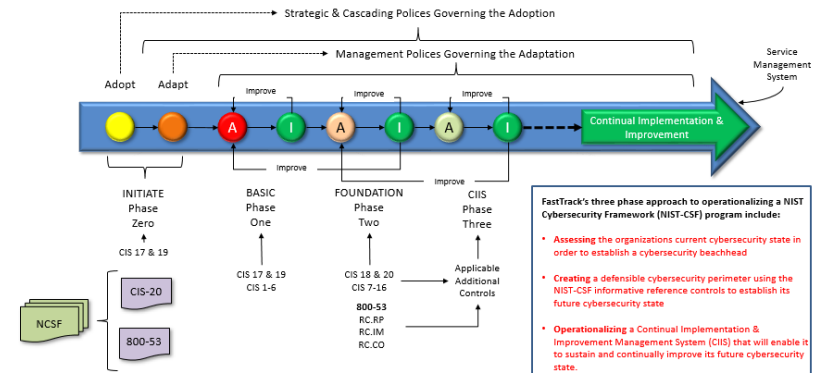 Strategic & Cascading Polices Governing the Adoption
Management Polices Governing the Adaptation
Service
Management
System
Adopt
Adapt
Improve
Improve
Improve
A
I
A
I
A
I
Continual Implementation &
Improvement
Improve
Improve
INITIATE
Phase
Zero
BASIC
Phase
One
FOUNDATION
Phase
Two
CIIS
Phase
Three
CIS 17 & 19
CIS 17 & 19
CIS 1-6
CIS 18 & 20
CIS 7-16
800-53
RC.RP
RC.IM
RC.CO
Applicable
Additional
Controls
NCSF
CIS-20
800-53
FastTrack's three phase approach to operationalizing a NIST
Cybersecurity Framework (NIST-CSF) program include:
• Assessing the organizations current cybersecurity state in
order to establish a cybersecurity beachhead
• Creating a defensible cybersecurity perimeter using the
NIST-CSF informative reference controls to establish its
future cybersecurity state
• Operationalizing a Continual Implementation &
Improvement Management System (CIIS) that will enable it
to sustain and continually improve its future cybersecurity
state.